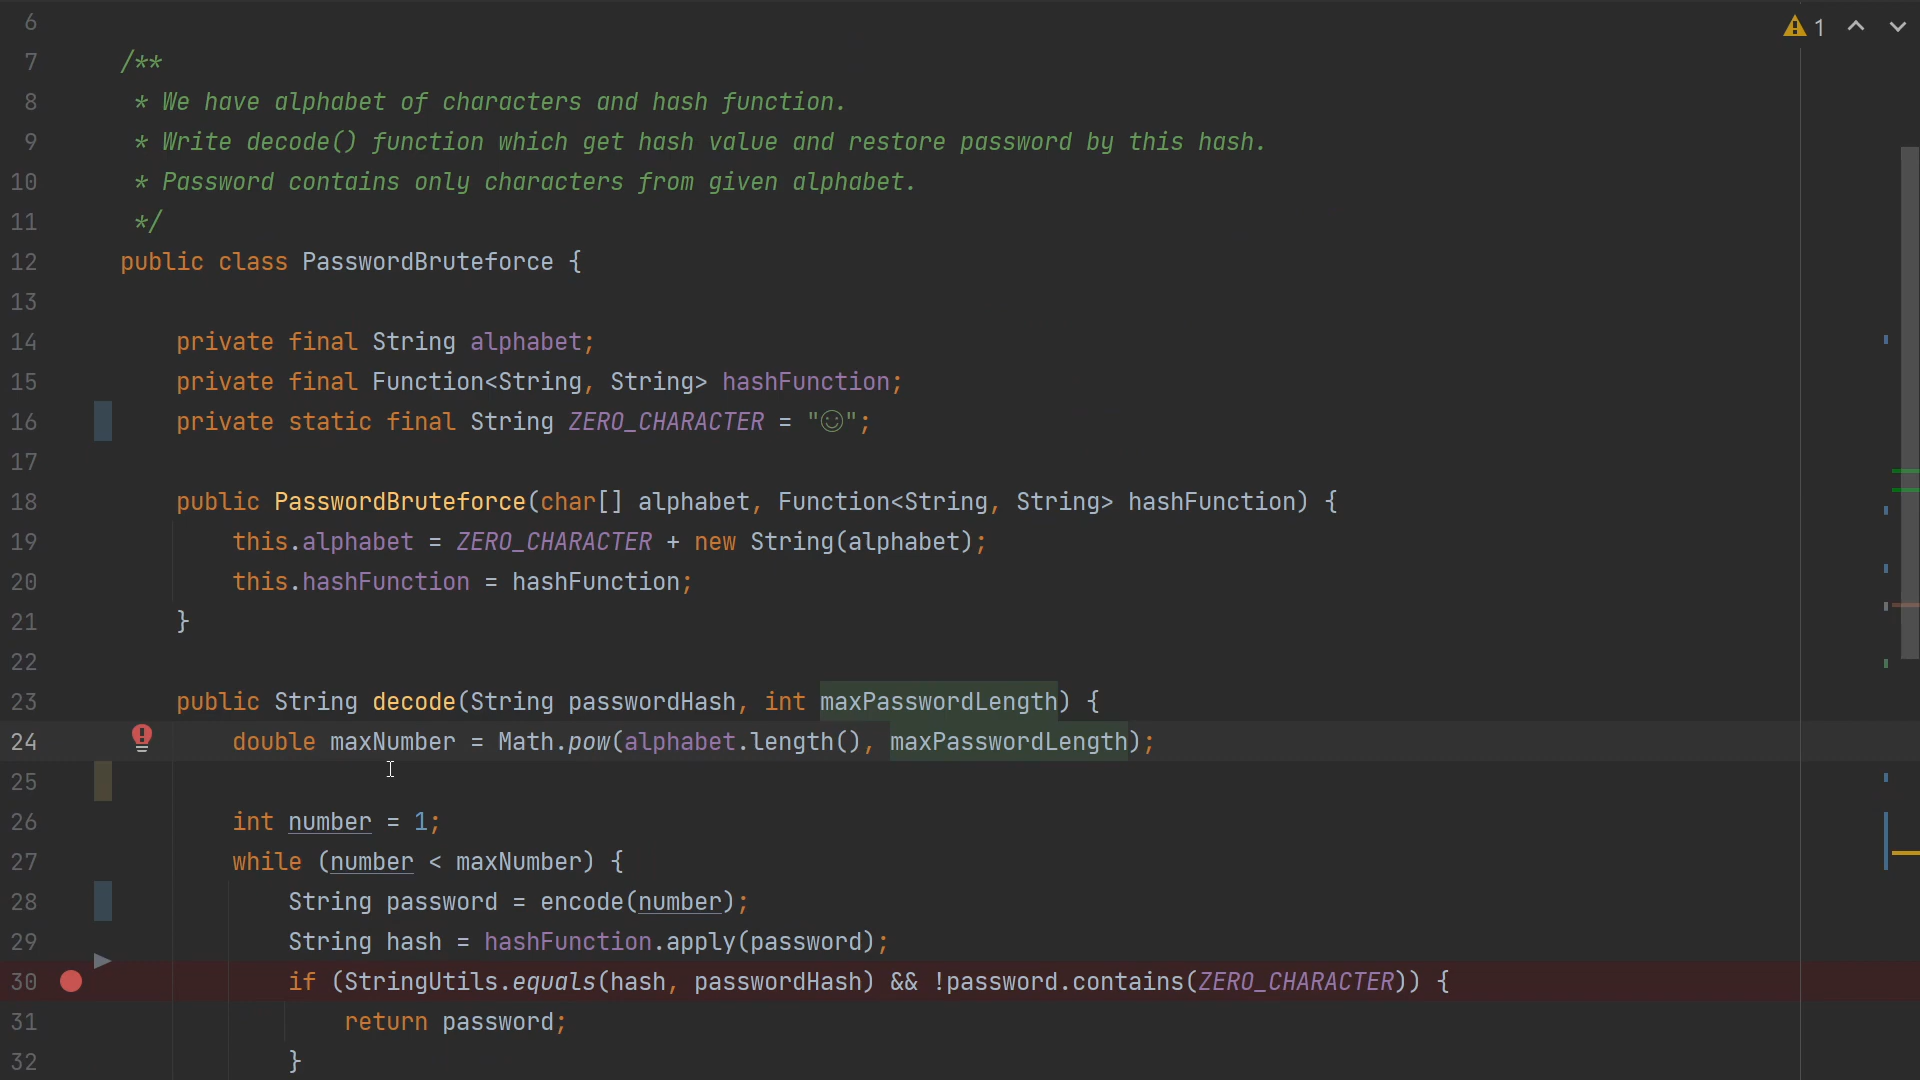 6
1
7 /**
8 * We have alphabet of characters and hash function.
9 * Write decode() function which get hash value and restore password by this hash.
10 * Password contains only characters from given alphabet.
11 */
12 public class PasswordBruteforce {
13
14 private final String alphabet;
15 private final Function<String, String> hashFunction;
16 private static final String ZERO_CHARACTER = "☺";
17
18 public PasswordBruteforce(char[] alphabet, Function<String, String> hashFunction) {
19 this.alphabet = ZERO_CHARACTER + new String(alphabet);
20 this.hashFunction = hashFunction;
21 }
22
23 public String decode(String passwordHash, int maxPasswordLength) {
24 double maxNumber = Math.pow(alphabet.length(), maxPasswordLength);
25
26 int number = 1;
27 while (number < maxNumber) {
28 String password = encode(number);
29 String hash = hashFunction.apply(password);
30 if (StringUtils.equals(hash, passwordHash) && !password.contains(ZERO_CHARACTER)) {
31 return password;
32 }